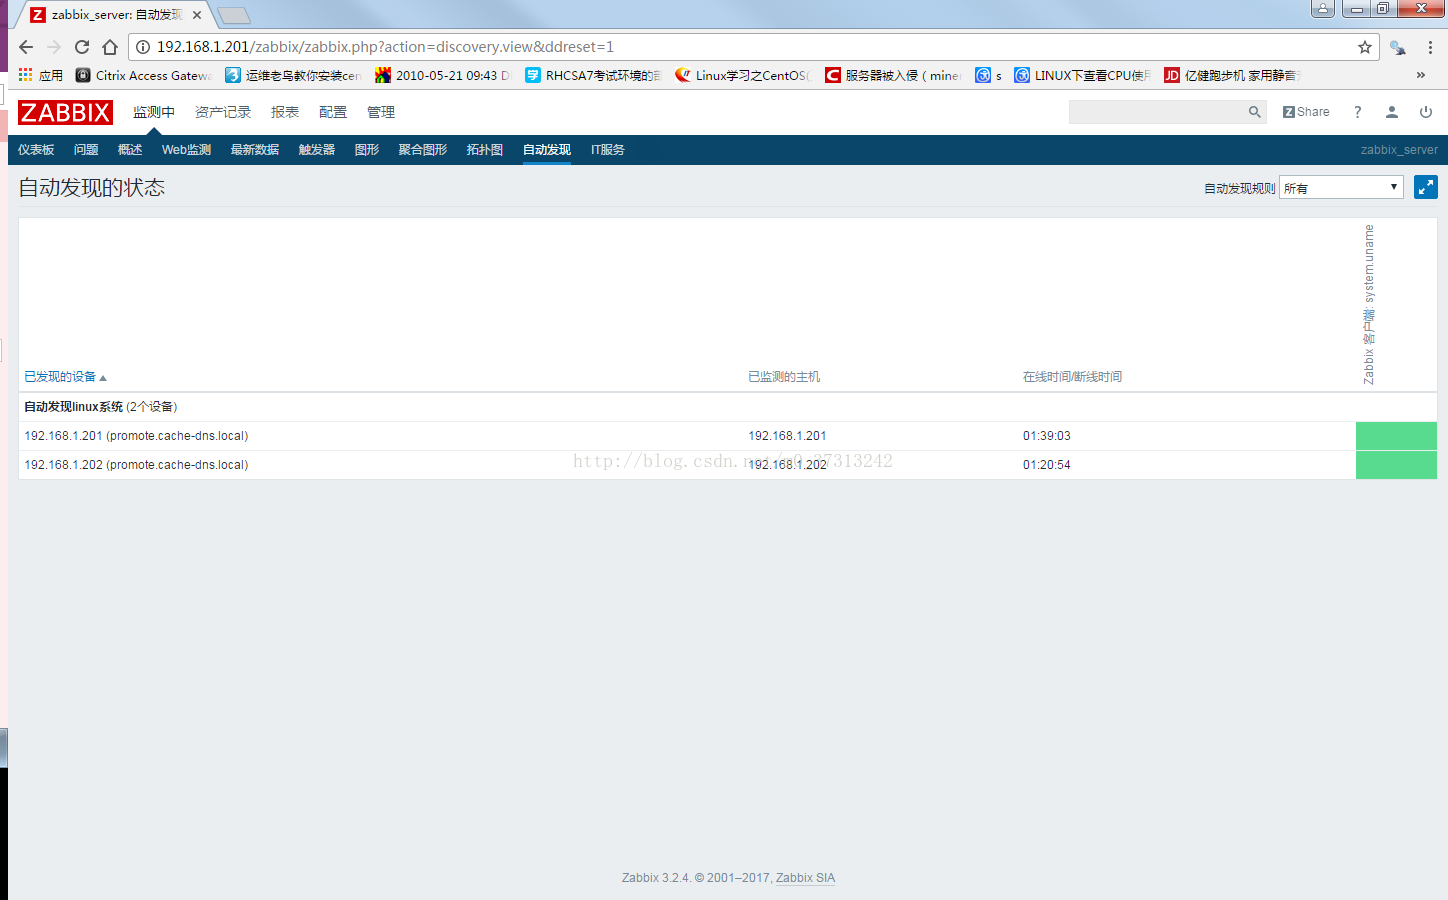 zabbix_server: 自动发现
192.168.1.201/zabbix/zabbix.php?action=discovery.view&ddreset=1
应用 Citrix Access Gatewa 运维老鸟教你安装cen 2010-05-21 09:43 D RHCSA7考试环境的 Linux学习之CentOS( 服务器被入侵（miner s LINUX下查看CPU使用 JD 亿健跑步机 家用静音 »
ZABBIX 监测中 资产记录 报表 配置 管理 Z Share ?
仪表板 问题 概述 Web监测 最新数据 触发器 图形 聚合图形 拓扑图 自动发现 IT服务 zabbix_server
自动发现的状态 自动发现规则 所有
已发现的设备 已监测的主机 在线时间/断线时间 Zabbix 客户端: system.uname
自动发现linux系统 (2个设备)
192.168.1.201 (promote.cache-dns.local) 192.168.1.201 01:39:03
192.168.1.202 (promote.cache-dns.local) 192.168.1.202 01:20:54
http://blog.csdn.net/m0_37313242
Zabbix 3.2.4. © 2001–2017, Zabbix SIA